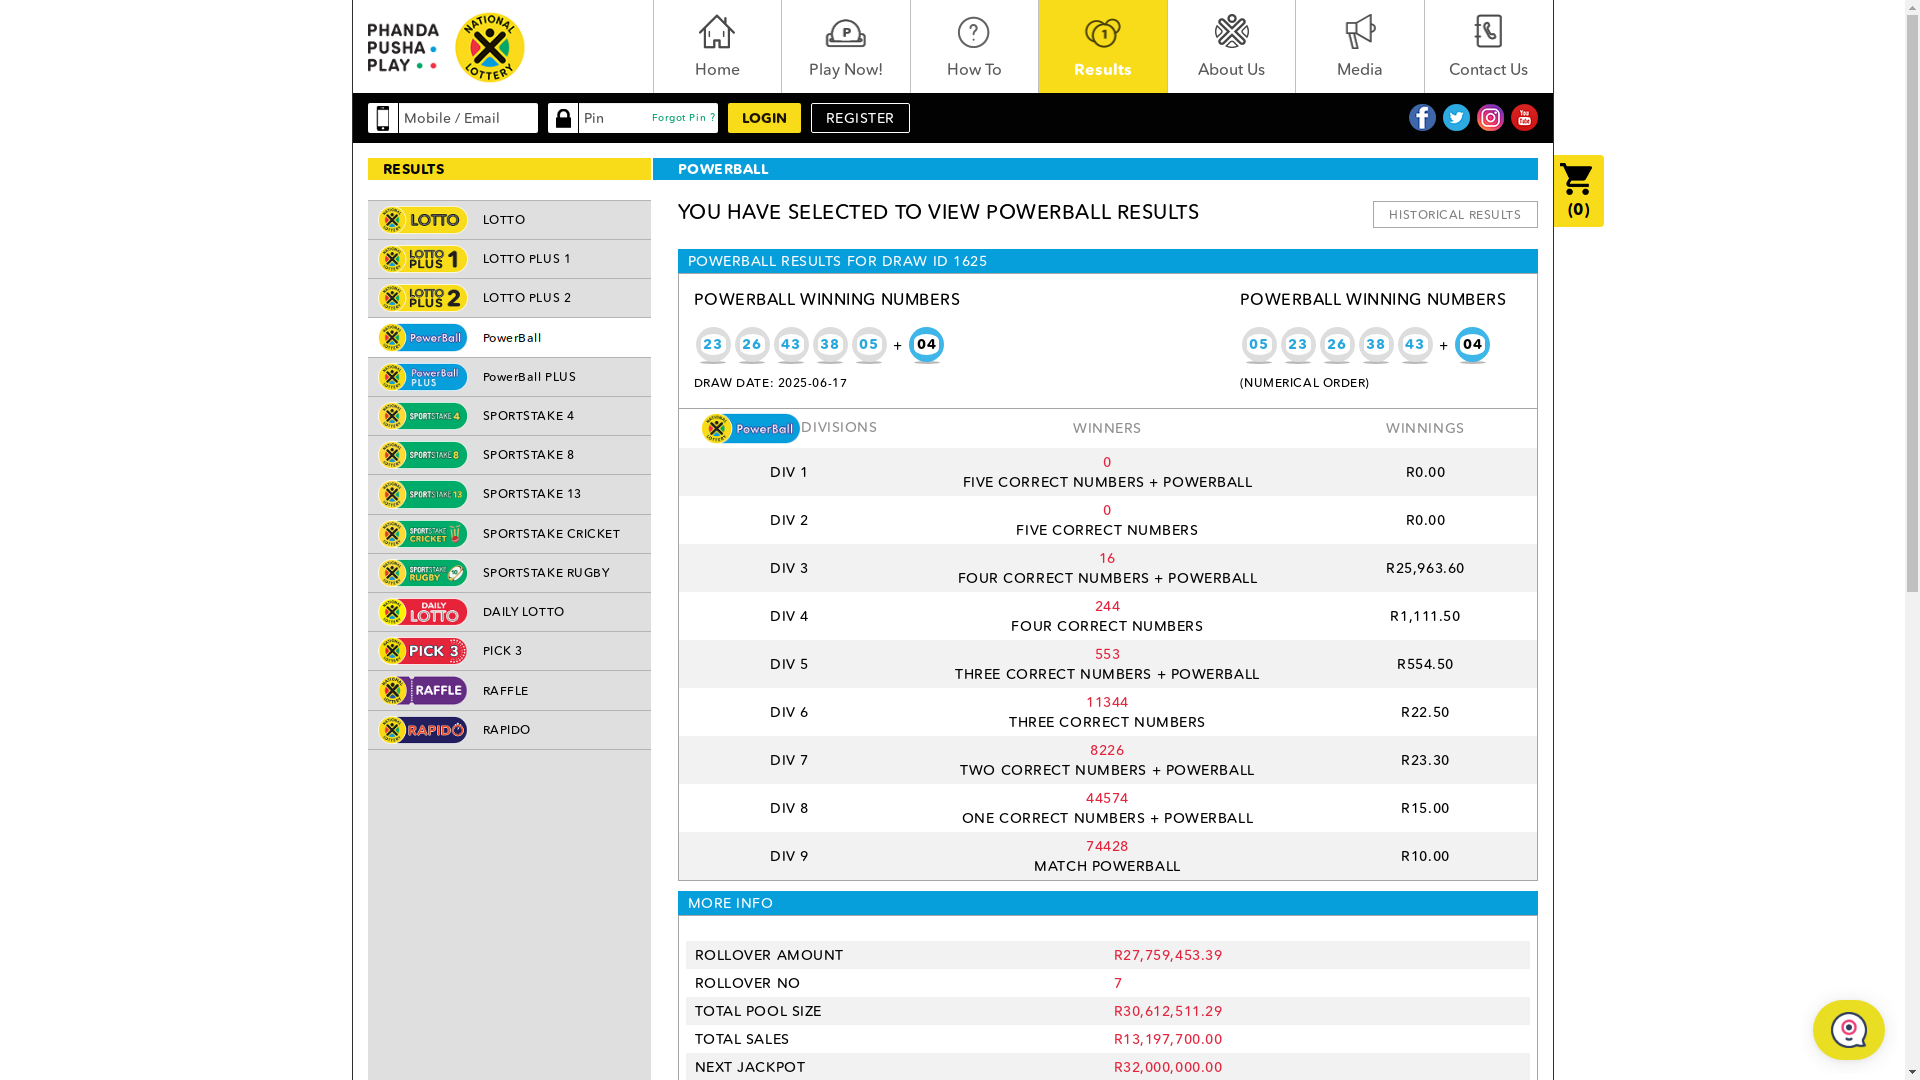 PHANDA
PUSHA
PLAY
NATIONAL
LOTTERY
Home
Play Now!
How To
Results
About Us
Media
Contact Us
Mobile / Email
Pin
Forgot Pin ?
LOGIN
REGISTER
RESULTS
POWERBALL
(0)
YOU HAVE SELECTED TO VIEW POWERBALL RESULTS
HISTORICAL RESULTS
LOTTO LOTTO
LOTTO PLUS 1 LOTTO PLUS 1
LOTTO PLUS 2 LOTTO PLUS 2
PowerBall PowerBall
PowerBall PLUS PowerBall PLUS
SPORTSTAKE 4 SPORTSTAKE 4
SPORTSTAKE 8 SPORTSTAKE 8
SPORTSTAKE 13 SPORTSTAKE 13
SPORTSTAKE CRICKET SPORTSTAKE CRICKET
SPORTSTAKE RUGBY SPORTSTAKE RUGBY
DAILY LOTTO DAILY LOTTO
PICK 3 PICK 3
RAFFLE RAFFLE
RAPIDO RAPIDO
POWERBALL RESULTS FOR DRAW ID 1625
POWERBALL WINNING NUMBERS
23 26 43 38 05 + 04
DRAW DATE: 2025-06-17
POWERBALL WINNING NUMBERS
05 23 26 38 43 + 04
(NUMERICAL ORDER)
PowerBall DIVISIONS WINNERS WINNINGS
DIV 1 0 FIVE CORRECT NUMBERS + POWERBALL R0.00
DIV 2 0 FIVE CORRECT NUMBERS R0.00
DIV 3 16 FOUR CORRECT NUMBERS + POWERBALL R25,963.60
DIV 4 244 FOUR CORRECT NUMBERS R1,111.50
DIV 5 553 THREE CORRECT NUMBERS + POWERBALL R554.50
DIV 6 11344 THREE CORRECT NUMBERS R22.50
DIV 7 8226 TWO CORRECT NUMBERS + POWERBALL R23.30
DIV 8 44574 ONE CORRECT NUMBERS + POWERBALL R15.00
DIV 9 74428 MATCH POWERBALL R10.00
MORE INFO
ROLLOVER AMOUNT R27,759,453.39
ROLLOVER NO 7
TOTAL POOL SIZE R30,612,511.29
TOTAL SALES R13,197,700.00
NEXT JACKPOT R32,000,000.00